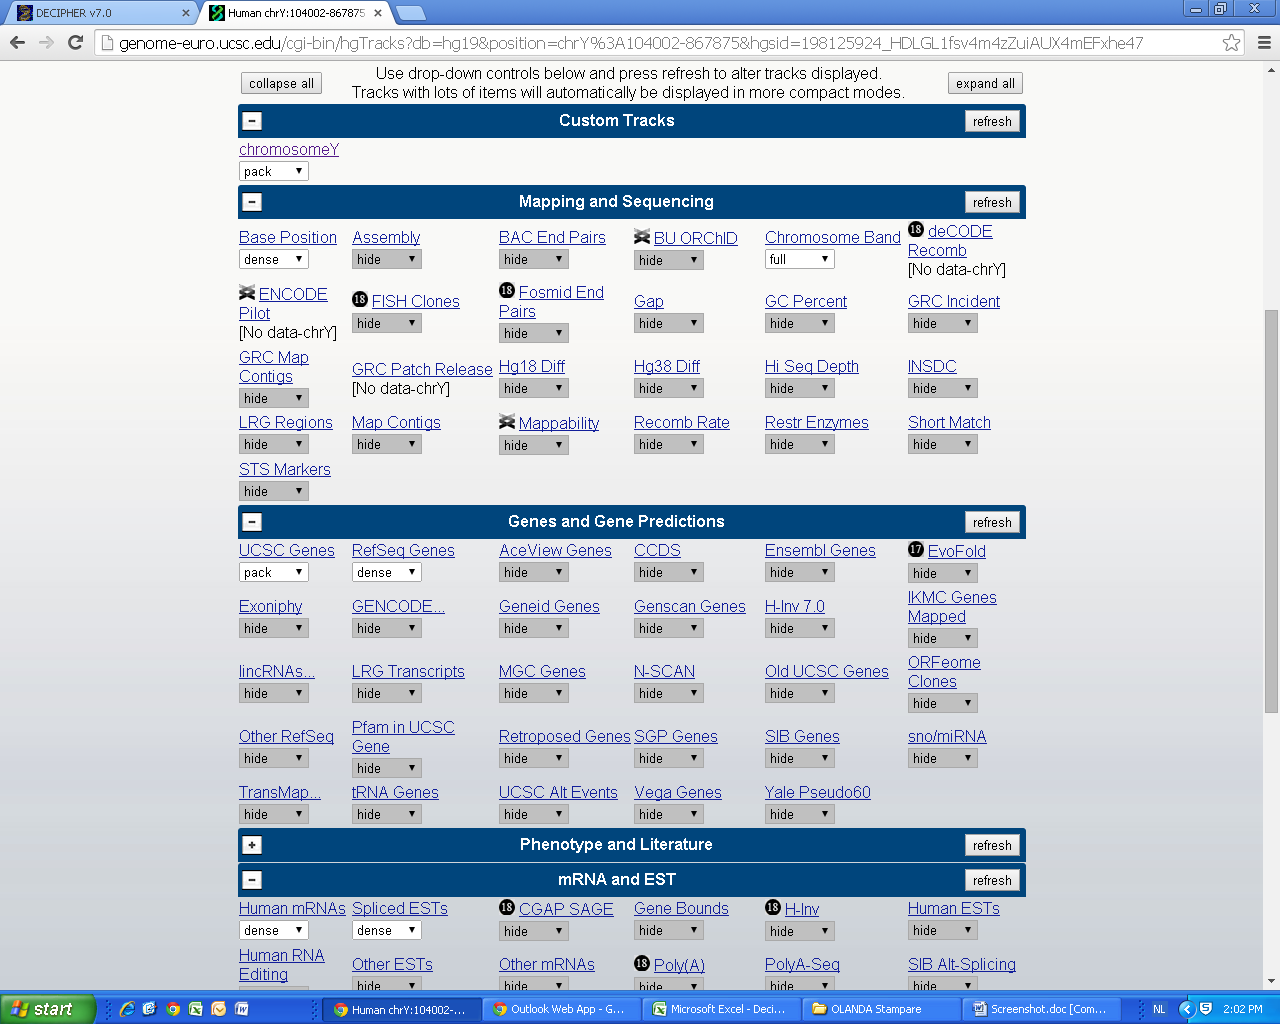 DECIPHER v7.0
Human chrY:104002-867875
genome-euro.ucsc.edu/cgi-bin/hgTracks?db=hg19&position=chrY%3A104002-867875&hgsid=198125924_HDLGL1fsv4m4zZuiAUX4mEFxhe47
collapse all
Use drop-down controls below and press refresh to alter tracks displayed.
Tracks with lots of items will automatically be displayed in more compact modes.
expand all
- Custom Tracks refresh
chromosomeY
pack
- Mapping and Sequencing refresh
Base Position Assembly BAC End Pairs BU ORChID Chromosome Band 18 deCODE
Recomb
dense hide hide hide full [No data-chrY]
ENCODE
Pilot
[No data-chrY]
18 FISH Clones
hide
18 Fosmid End
Pairs
hide
Gap
hide
GC Percent
hide
GRC Incident
hide
GRC Map
Contigs
hide
GRC Patch Release
[No data-chrY]
Hg18 Diff
hide
Hg38 Diff
hide
Hi Seq Depth
hide
INSDC
hide
LRG Regions Map Contigs Mappability Recomb Rate Restr Enzymes Short Match
hide hide hide hide hide hide
STS Markers
hide
- Genes and Gene Predictions refresh
UCSC Genes RefSeq Genes AceView Genes CCDS Ensembl Genes 17 EvoFold
pack dense hide hide hide hide
Exoniphy
hide
GENCODE...
hide
Geneid Genes
hide
Genscan Genes
hide
H-Inv 7.0
hide
IKMC Genes
Mapped
hide
lincRNAs...
hide
LRG Transcripts
hide
MGC Genes
hide
N-SCAN
hide
Old UCSC Genes
hide
ORFeome
Clones
hide
Other RefSeq
hide
Pfam in UCSC
Gene
hide
Retroposed Genes
hide
SGP Genes
hide
SIB Genes
hide
sno/miRNA
hide
TransMap... tRNA Genes UCSC Alt Events Vega Genes Yale Pseudo60
hide hide hide hide hide
+ Phenotype and Literature refresh
- mRNA and EST refresh
Human mRNAs Spliced ESTs 18 CGAP SAGE Gene Bounds 18 H-Inv Human ESTs
dense dense hide hide hide hide
Human RNA
Editing
Other ESTs
hide
Other mRNAs
hide
18 Poly(A)
hide
PolyA-Seq
hide
SIB Alt-Splicing
hide
start
Human chrY:104002-...
Outlook Web App - G...
Microsoft Excel - Deci...
OLANDA Stampare
Screenshot.doc [Com...
NL
2:02 PM